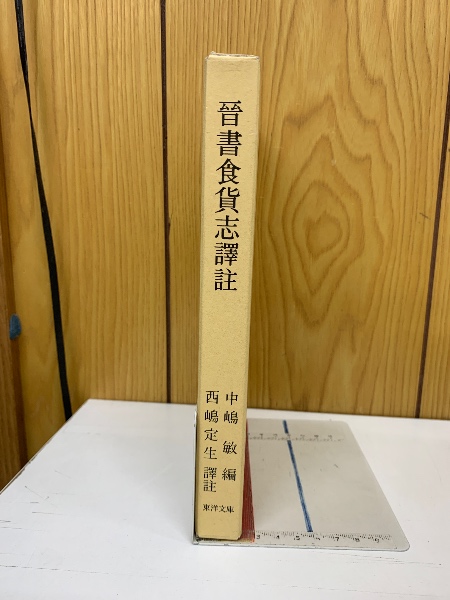 晉書食貨志譯註
中嶋敏編
西嶋定生譯註
東洋文庫